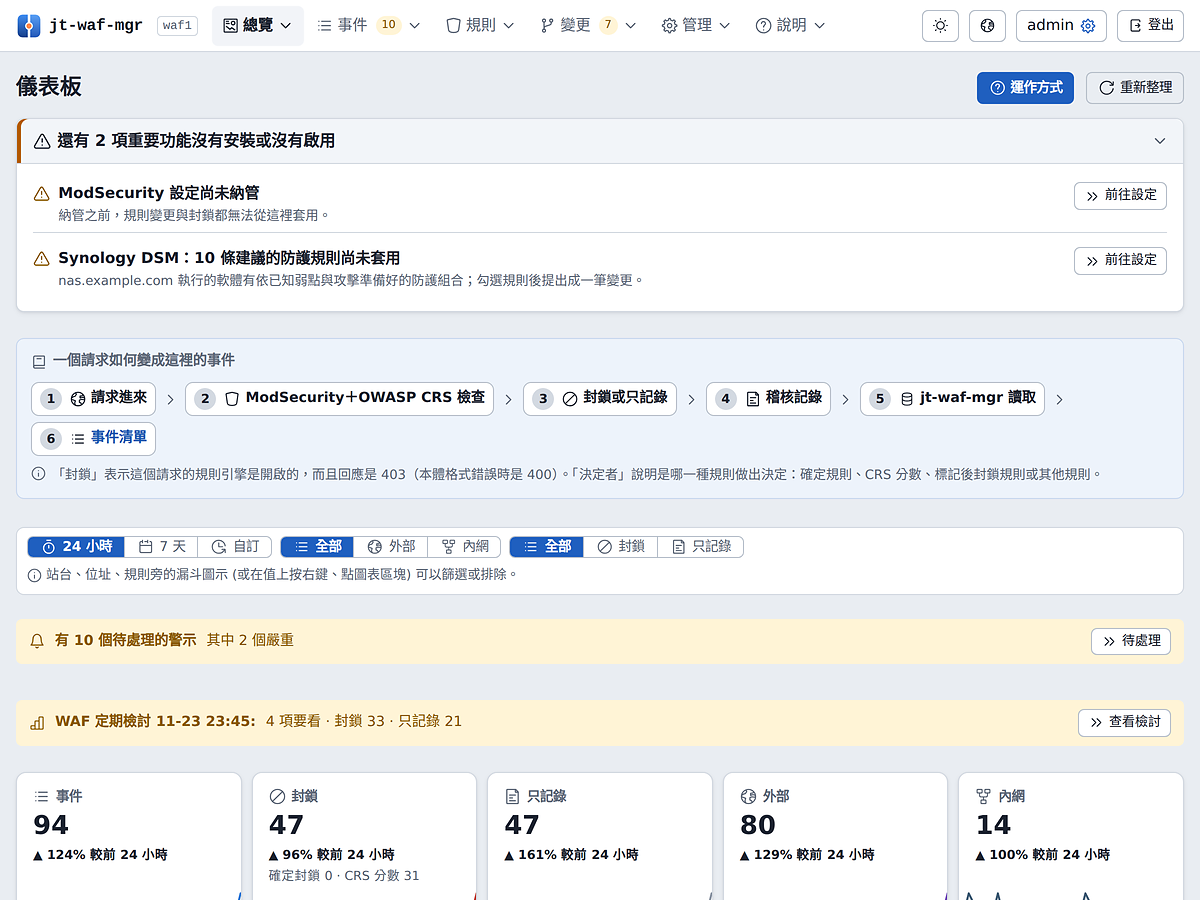 jt-waf-mgr waf1 總覽 事件 10 規則 變更 7 管理 說明 admin 登出
儀表板 運作方式 重新整理
還有 2 項重要功能沒有安裝或沒有啟用
ModSecurity 設定尚未納管 前往設定
納管之前，規則變更與封鎖都無法從這裡套用。
Synology DSM：10 條建議的防護規則尚未套用 前往設定
nas.example.com 執行的軟體有依已知弱點與攻擊準備好的防護組合；勾選規則後提出成一筆變更。
一個請求如何變成這裡的事件
1 請求進來 2 ModSecurity＋OWASP CRS 檢查 3 封鎖或只記錄 4 稽核記錄 5 jt-waf-mgr 讀取
6 事件清單
「封鎖」表示這個請求的規則引擎是開啟的，而且回應是 403（本體格式錯誤時是 400）。「決定者」說明是哪一種規則做出決定：確定規則、CRS 分數、標記後封鎖規則或其他規則。
24 小時 7 天 自訂 全部 外部 內網 全部 封鎖 只記錄
站台、位址、規則旁的漏斗圖示 (或在值上按右鍵、點圖表區塊) 可以篩選或排除。
有 10 個待處理的警示 其中 2 個嚴重 待處理
WAF 定期檢討 11-23 23:45: 4 項要看 · 封鎖 33 · 只記錄 21 查看檢討
事件 封鎖 只記錄 外部 內網
94 47 47 80 14
▲124% 較前 24 小時 ▲96% 較前 24 小時 ▲161% 較前 24 小時 ▲129% 較前 24 小時 ▲100% 較前 24 小時
確定封鎖 0 · CRS 分數 31